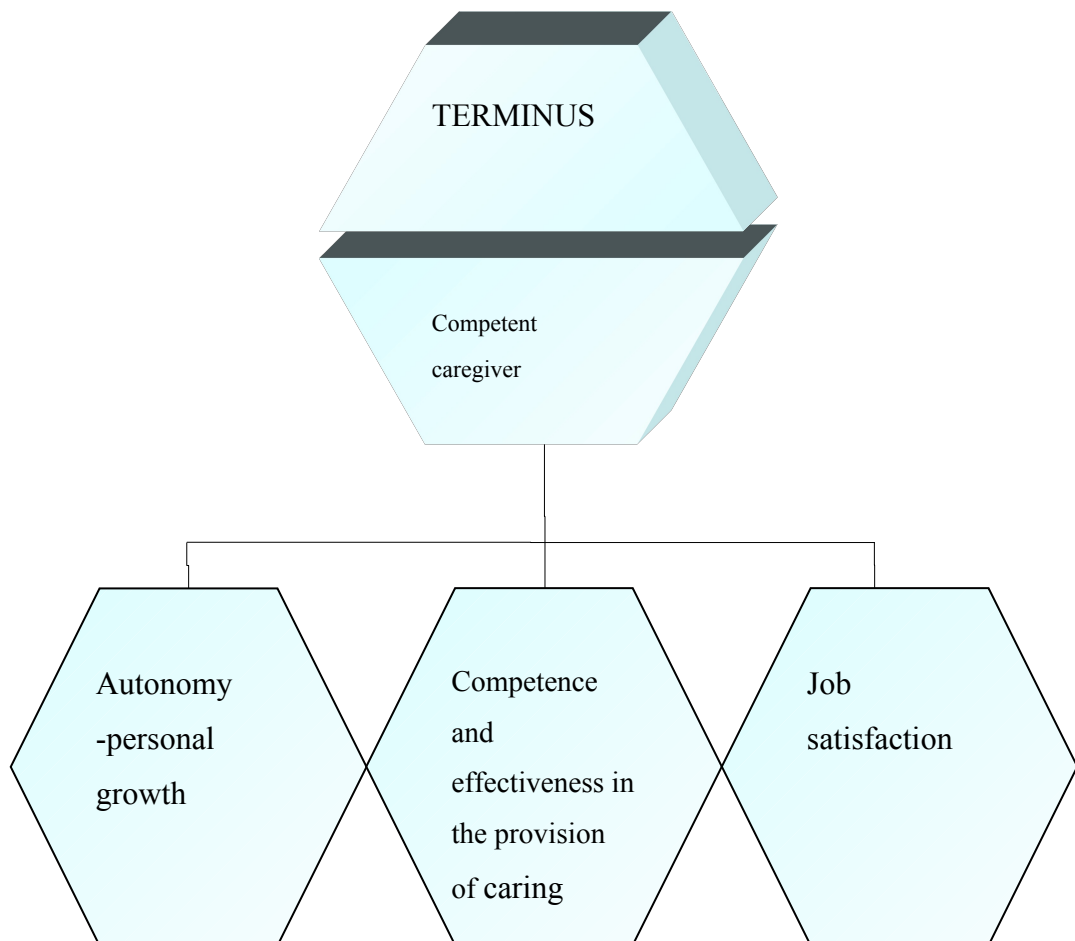 TERMINUS
Competent
caregiver
Autonomy
-personal
growth
Competence
and
effectiveness in
the provision
of caring
Job
satisfaction